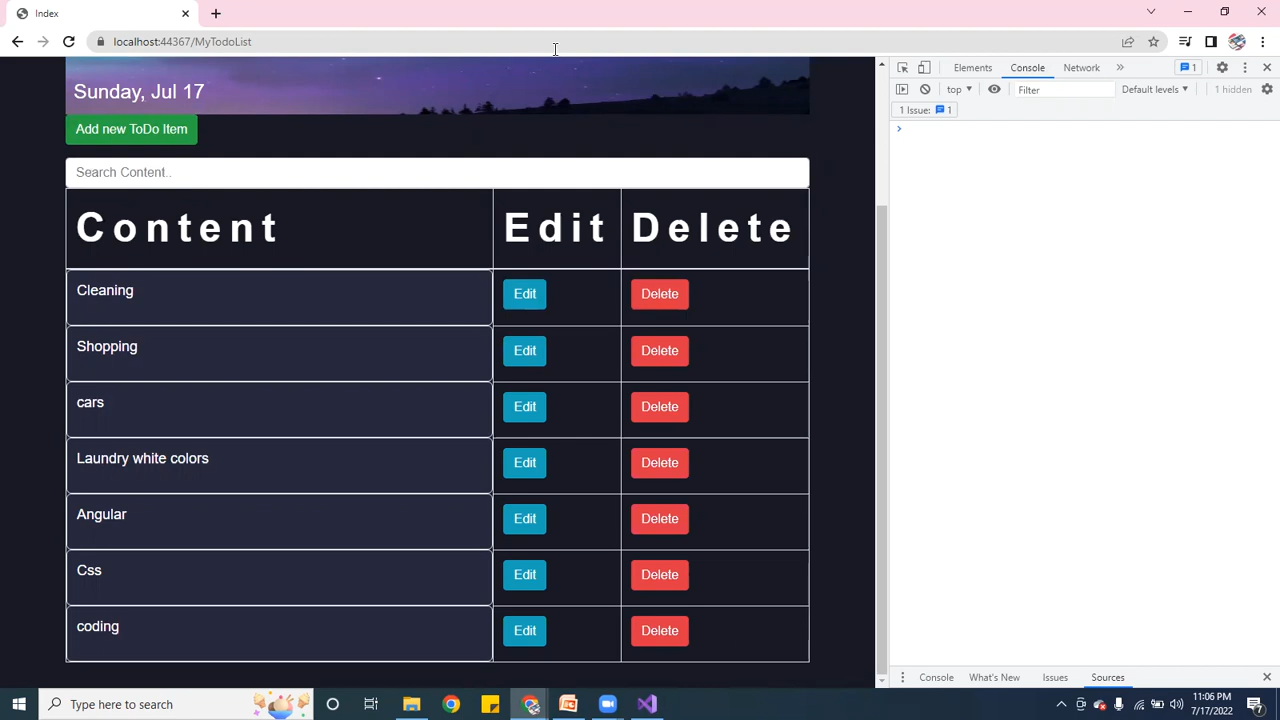 Index
localhost:44367/MyTodoList
Sunday, Jul 17
Add new ToDo Item
Search Content..
Content Edit Delete
Cleaning Edit Delete
Shopping Edit Delete
cars Edit Delete
Laundry white colors Edit Delete
Angular Edit Delete
Css Edit Delete
coding Edit Delete
Elements Console Network » 1
top Filter Default levels 1 hidden
1 Issue: 1
Console What's New Issues Sources
Type here to search
11:06 PM
7/17/2022
7